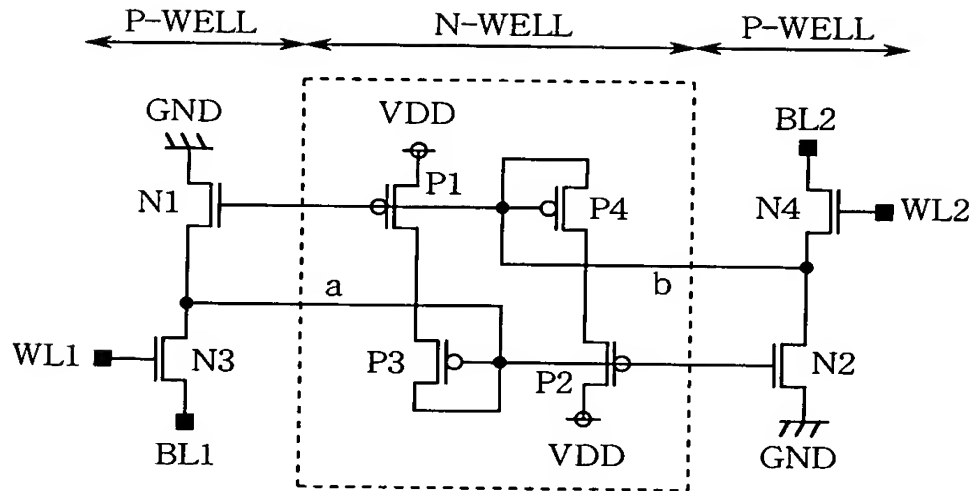 P-WELL N-WELL P-WELL
GND VDD BL2
N1 P1 P4 N4 WL2
a b
WL1 N3 P3 P2 N2
BL1 VDD GND